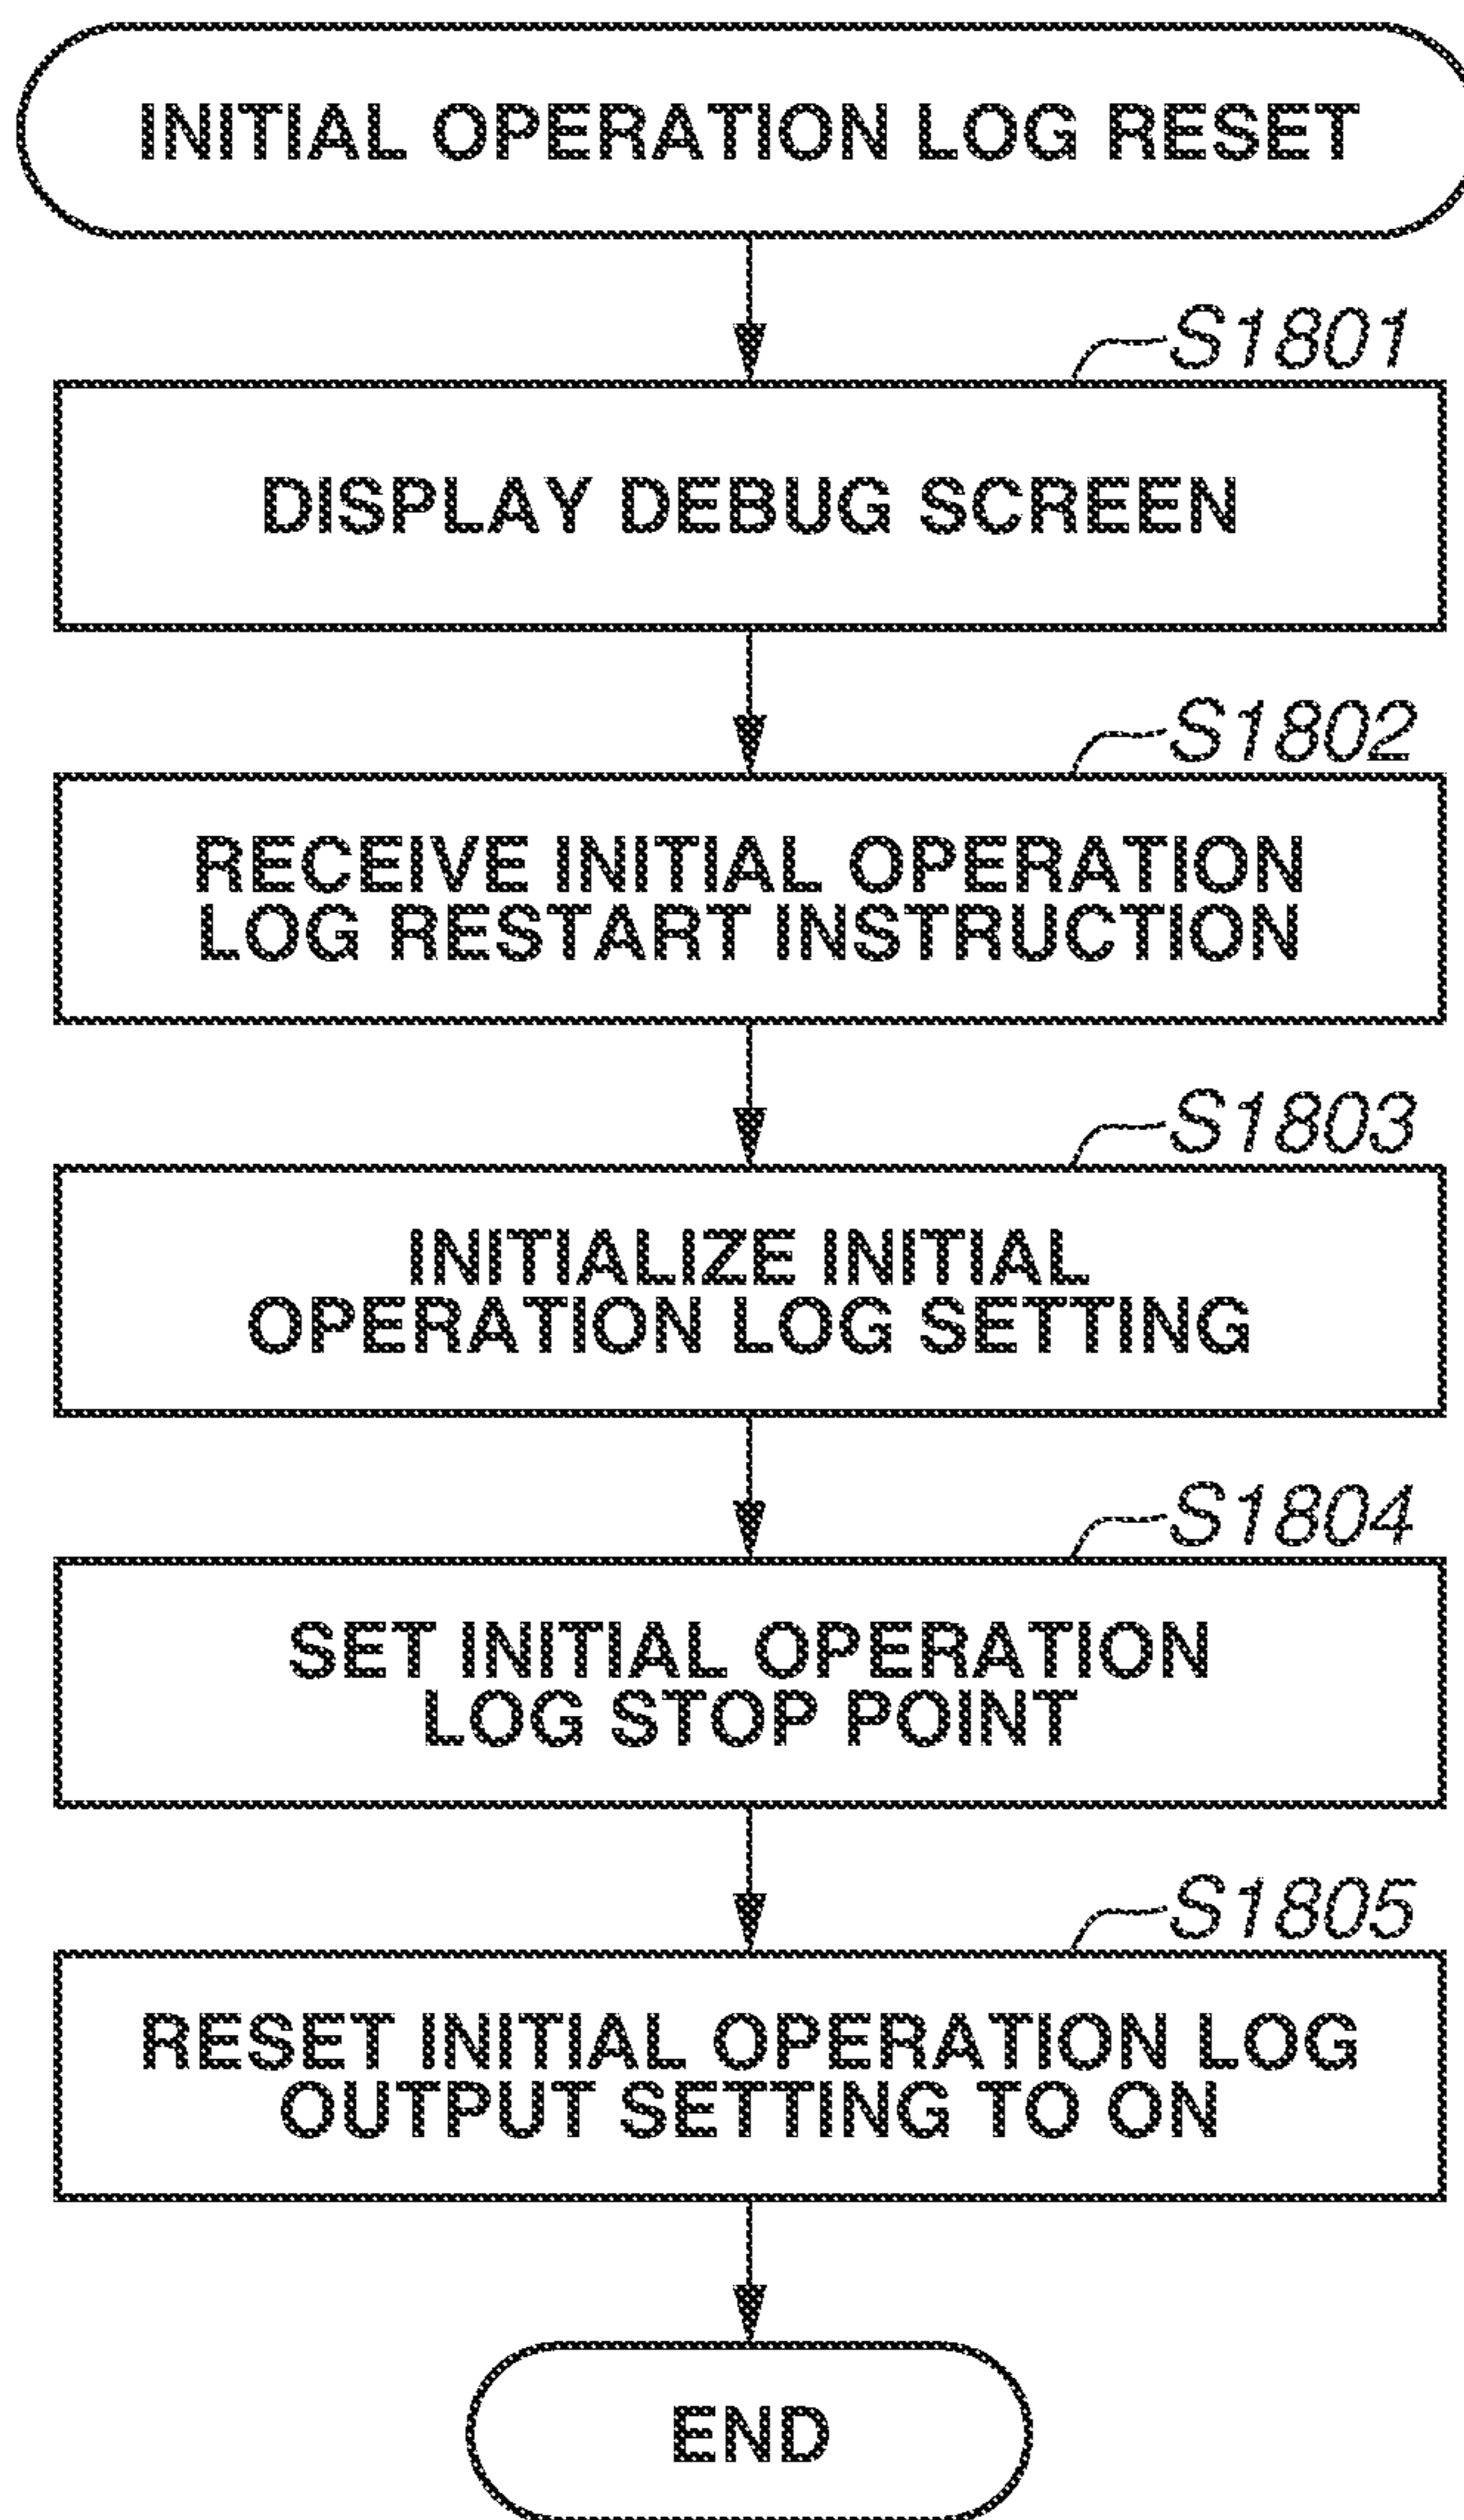 INITIAL OPERATION LOG RESET
S1801
DISPLAY DEBUG SCREEN
S1802
RECEIVE INITIAL OPERATION
LOG RESTART INSTRUCTION
S1803
INITIALIZE INITIAL
OPERATION LOG SETTING
S1804
SET INITIAL OPERATION
LOG STOP POINT
S1805
RESET INITIAL OPERATION LOG
OUTPUT SETTING TO ON
END